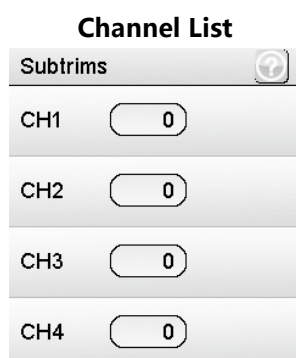 Channel List
Subtrims ?
CH1 0
CH2 0
CH3 0
CH4 0